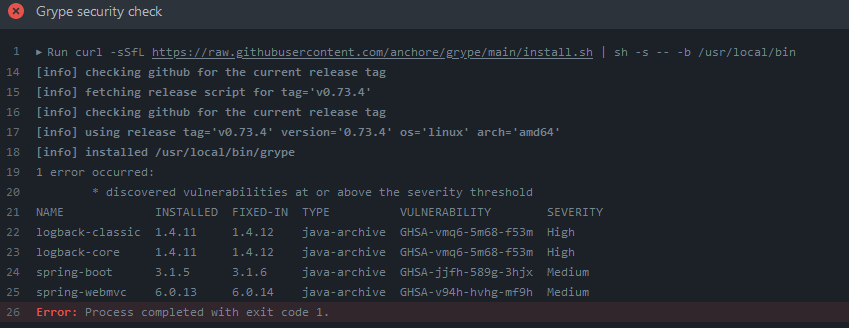 Grype security check
1 ▸ Run curl -sSfL https://raw.githubusercontent.com/anchore/grype/main/install.sh | sh -s -- -b /usr/local/bin
14 [info] checking github for the current release tag
15 [info] fetching release script for tag='v0.73.4'
16 [info] checking github for the current release tag
17 [info] using release tag='v0.73.4' version='0.73.4' os='linux' arch='amd64'
18 [info] installed /usr/local/bin/grype
19 1 error occurred:
20 * discovered vulnerabilities at or above the severity threshold
21 NAME INSTALLED FIXED-IN TYPE VULNERABILITY SEVERITY
22 logback-classic 1.4.11 1.4.12 java-archive GHSA-vmq6-5m68-f53m High
23 logback-core 1.4.11 1.4.12 java-archive GHSA-vmq6-5m68-f53m High
24 spring-boot 3.1.5 3.1.6 java-archive GHSA-jjfh-589g-3hjx Medium
25 spring-webmvc 6.0.13 6.0.14 java-archive GHSA-v94h-hvhg-mf9h Medium
26 Error: Process completed with exit code 1.